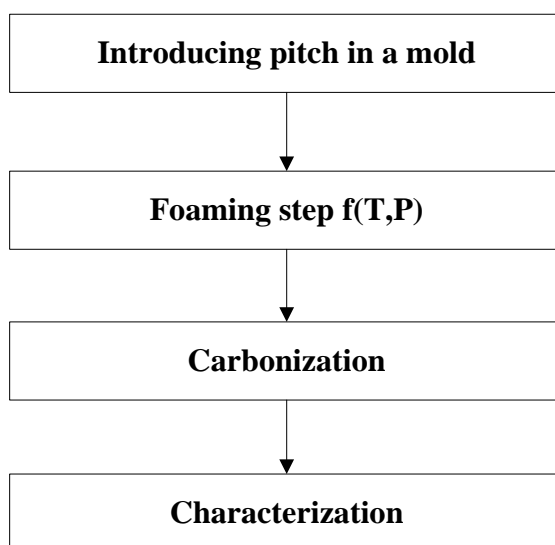 Introducing pitch in a mold
Foaming step f(T,P)
Carbonization
Characterization